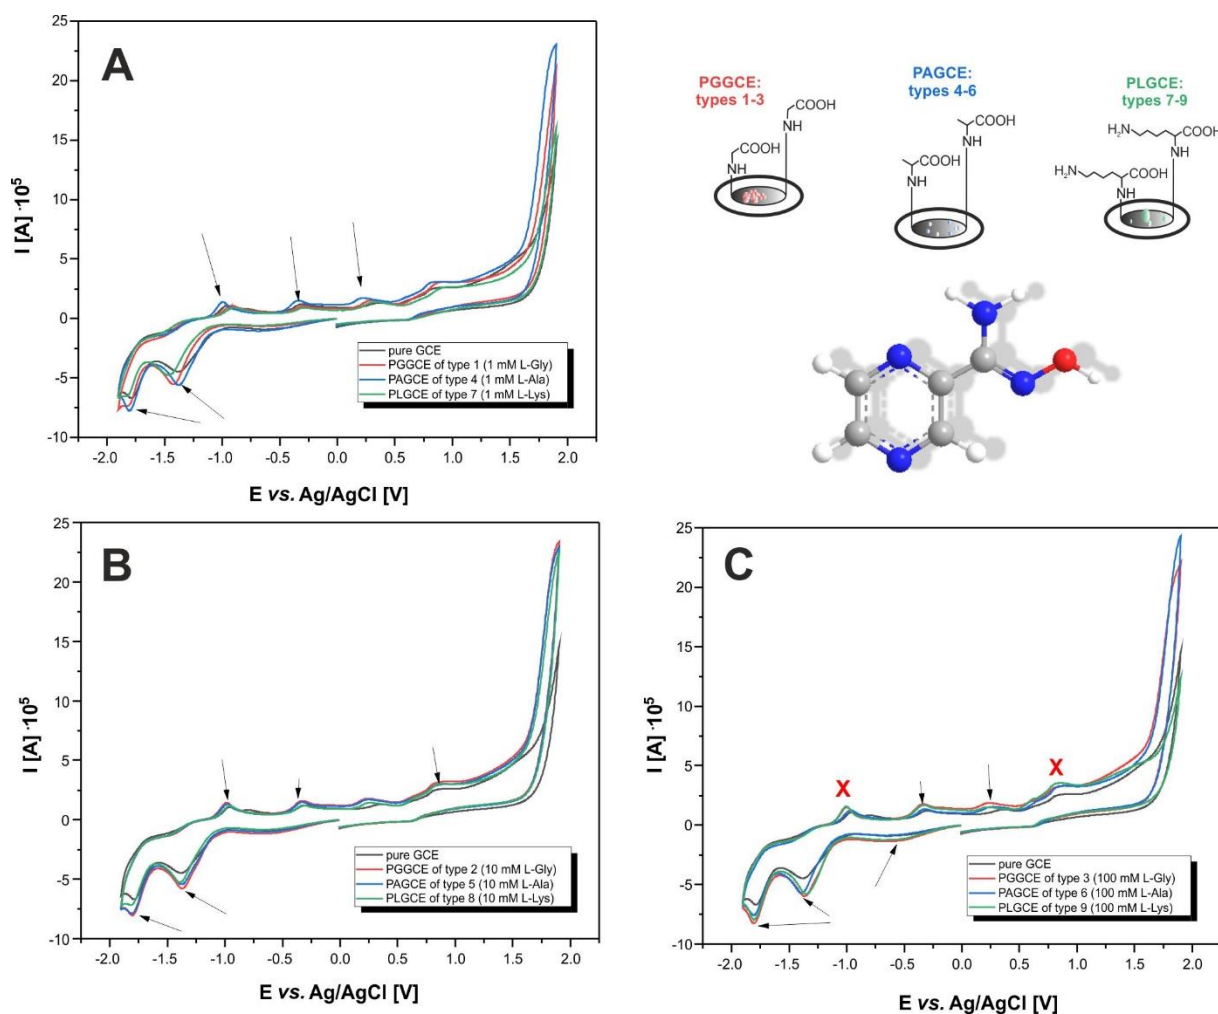 A
25
20
15
10
5
0
-5
-10
I [A] ·10⁵
-2.0 -1.5 -1.0 -0.5 0.0 0.5 1.0 1.5 2.0
E vs. Ag/AgCl [V]
pure GCE
PGGCE of type 1 (1 mM L-Gly)
PAGCE of type 4 (1 mM L-Ala)
PLGCE of type 7 (1 mM L-Lys)
PGGCE:
types 1-3
COOH
NH
COOH
NH
PAGCE:
types 4-6
COOH
NH
COOH
NH
PLGCE:
types 7-9
H₂N
COOH
NH
H₂N
COOH
NH
B
25
20
15
10
5
0
-5
-10
I [A] ·10⁵
-2.0 -1.5 -1.0 -0.5 0.0 0.5 1.0 1.5 2.0
E vs. Ag/AgCl [V]
pure GCE
PGGCE of type 2 (10 mM L-Gly)
PAGCE of type 5 (10 mM L-Ala)
PLGCE of type 8 (10 mM L-Lys)
C
25
20
15
10
5
0
-5
-10
I [A] ·10⁵
X
X
-2.0 -1.5 -1.0 -0.5 0.0 0.5 1.0 1.5 2.0
E vs. Ag/AgCl [V]
pure GCE
PGGCE of type 3 (100 mM L-Gly)
PAGCE of type 6 (100 mM L-Ala)
PLGCE of type 9 (100 mM L-Lys)